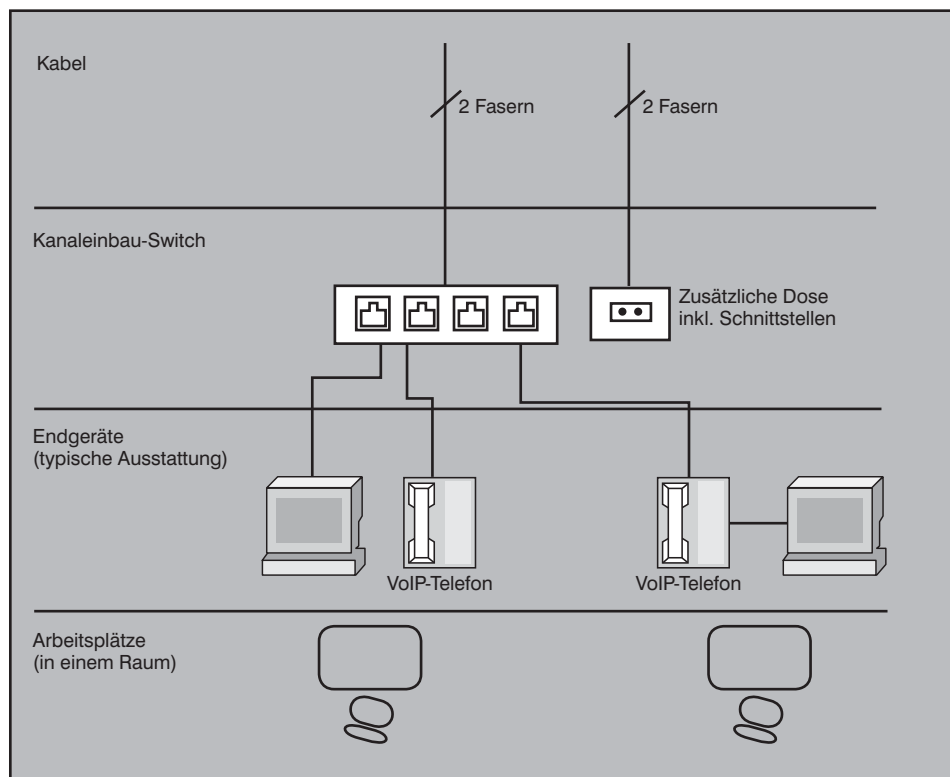 Kabel
2 Fasern
2 Fasern
Kanaleinbau-Switch
Zusätzliche Dose
inkl. Schnittstellen
Endgeräte
(typische Ausstattung)
VoIP-Telefon
VoIP-Telefon
Arbeitsplätze
(in einem Raum)